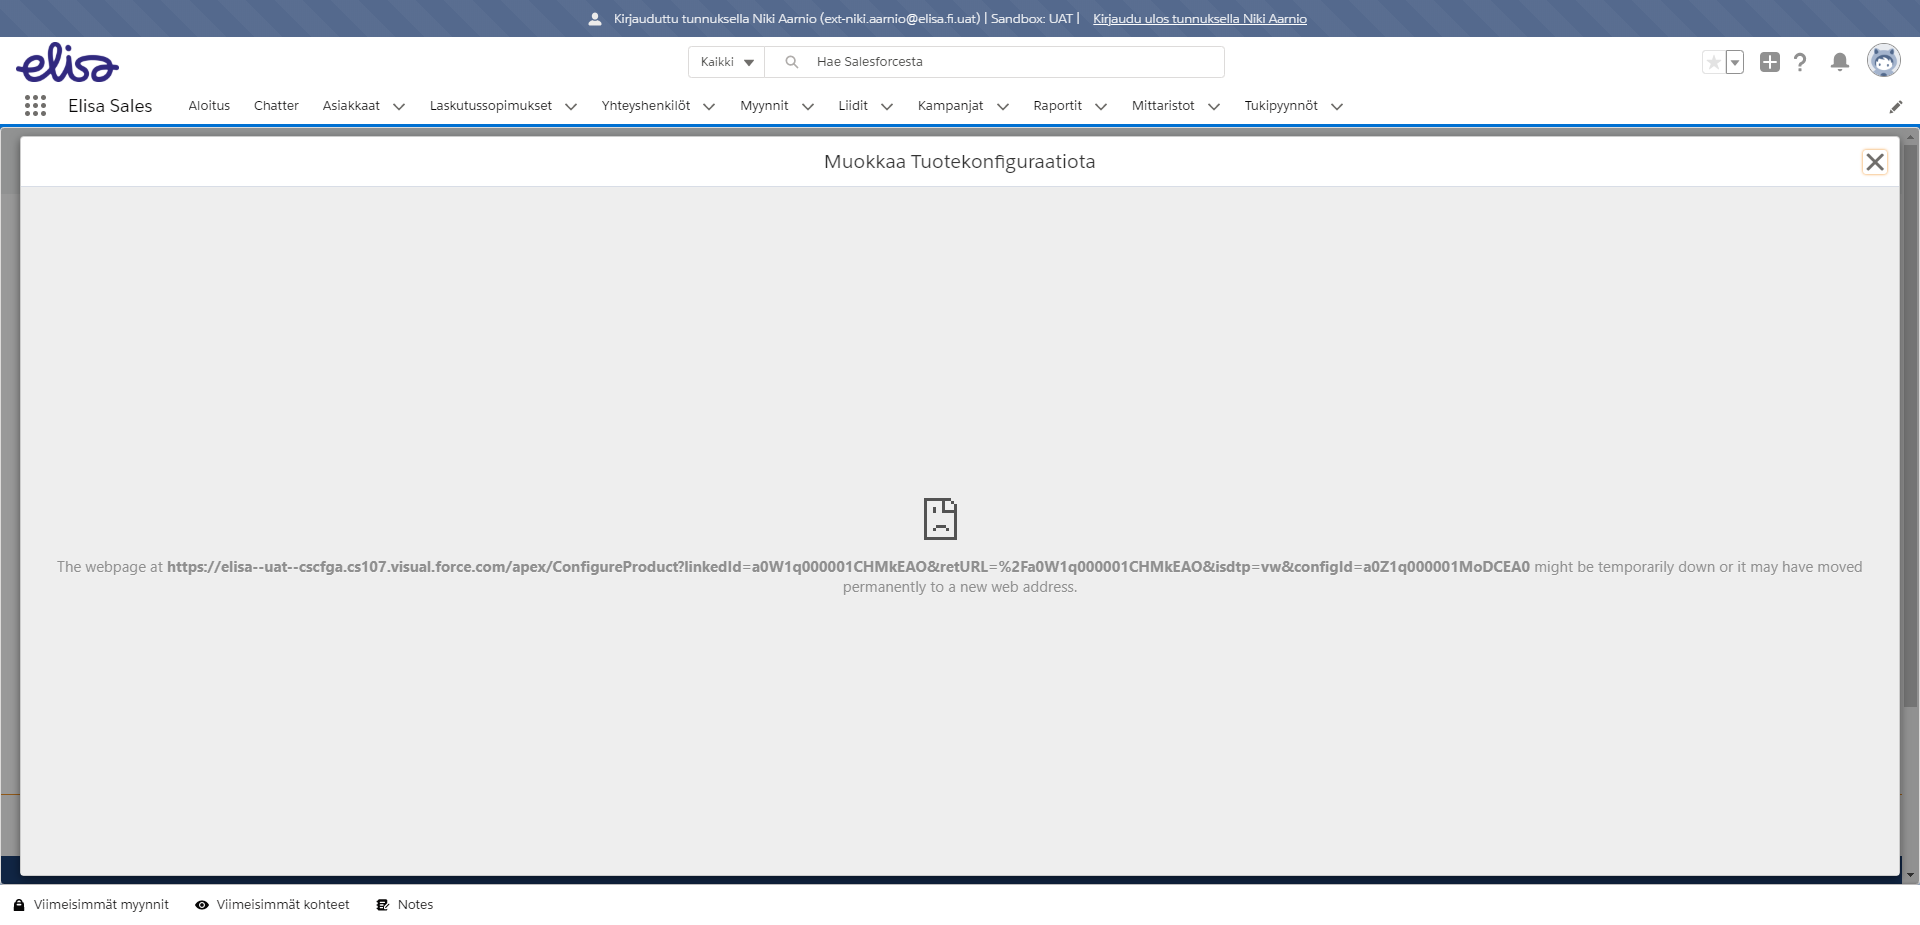 Kirjauduttu tunnuksella Niki Aarnio (ext-niki.aarnio@elisa.fi.uat) | Sandbox: UAT | Kirjaudu ulos tunnuksella Niki Aarnio
elisa
Kaikki Hae Salesforcesta
Elisa Sales Aloitus Chatter Asiakkaat Laskutussopimukset Yhteyshenkilöt Myynnit Liidit Kampanjat Raportit Mittaristot Tukipyynnöt
Muokkaa Tuotekonfiguraatiota
The webpage at https://elisa--uat--cscfga.cs107.visual.force.com/apex/ConfigureProduct?linkedId=a0W1q000001CHMkEAO&retURL=%2Fa0W1q000001CHMkEAO&isdtp=vw&configId=a0Z1q000001MoDCEA0 might be temporarily down or it may have moved
permanently to a new web address.
Viimeisimmät myynnit Viimeisimmät kohteet Notes